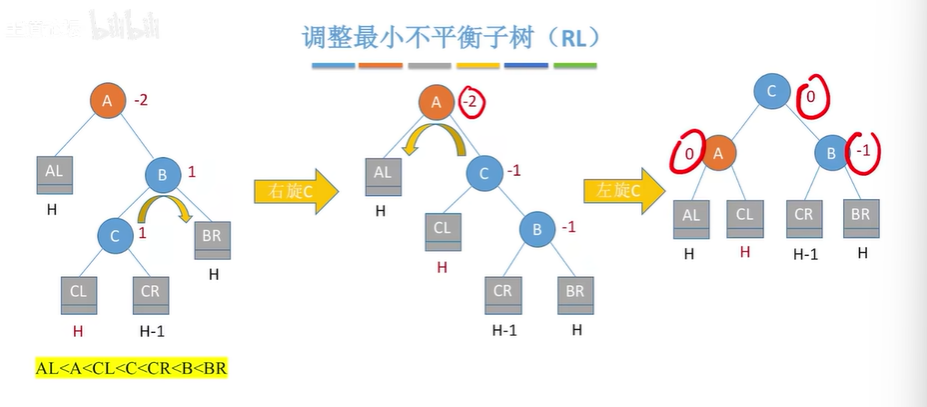 bilibili
调整最小不平衡子树（RL）
A -2
AL
H
B 1
C 1
BR
H
CL
H
CR
H-1
AL<A<CL<C<CR<B<BR
右旋C
A -2
AL
H
C -1
CL
H
B -1
CR
H-1
BR
H
左旋C
C 0
0 A
B -1
AL CL CR BR
H H H-1 H